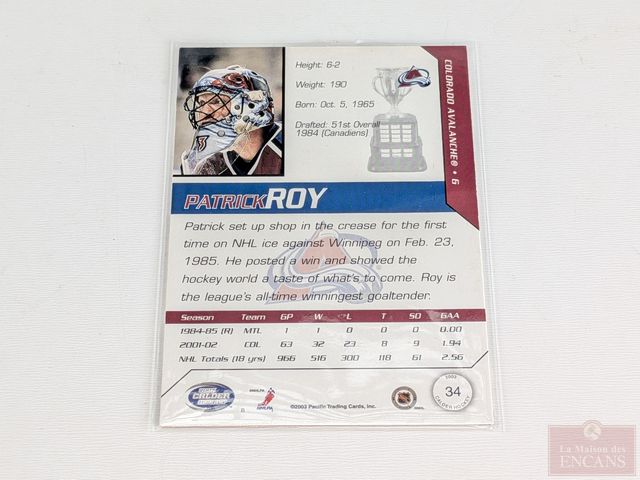 Height: 6-2
Weight: 190
Born: Oct. 5, 1965
Drafted: 51st Overall
1984 (Canadiens)
COLORADO AVALANCHE® • G
PATRICKROY
Patrick set up shop in the crease for the first
time on NHL ice against Winnipeg on Feb. 23,
1985. He posted a win and showed the
hockey world a taste of what's to come. Roy is
the league's all-time winningest goaltender.
Season Team GP W L T SO GAA
1984-85 (R) MTL 1 1 0 0 0 0.00
2001-02 COL 63 32 23 8 9 1.94
NHL Totals (18 yrs) 966 516 300 118 61 2.56
CALDER
NHLPA
©2003 Pacific Trading Cards, Inc.
NHL
34
CALDER HOCKEY
La Maison des
ENCANS